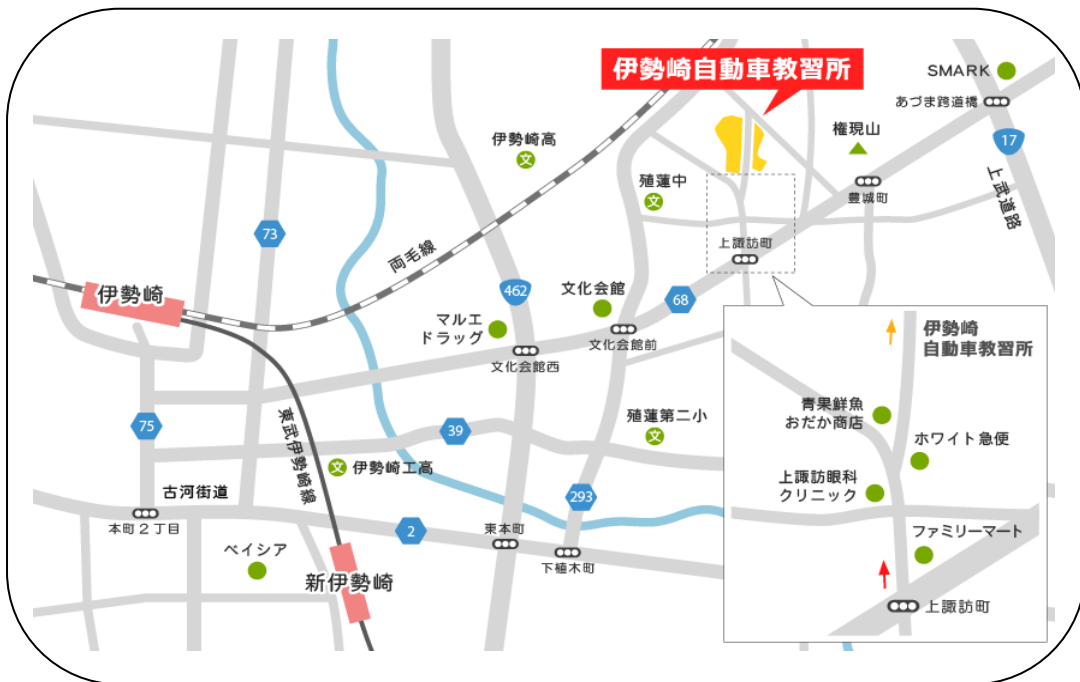 伊勢崎自動車教習所
SMARK
あづま跨道橋
17
上武道路
権現山
豊城町
伊勢崎高
文
殖蓮中
文
73
両毛線
上諏訪町
伊勢崎
462
文化会館
68
マルエ
ドラッグ
文化会館前
文化会館西
75
東武伊勢崎線
39
殖蓮第二小
文
文
伊勢崎工高
古河街道
293
本町2丁目
2
東本町
下植木町
ベイシア
新伊勢崎
伊勢崎
自動車教習所
青果鮮魚
おだか商店
ホワイト急便
上諏訪眼科
クリニック
ファミリーマート
上諏訪町